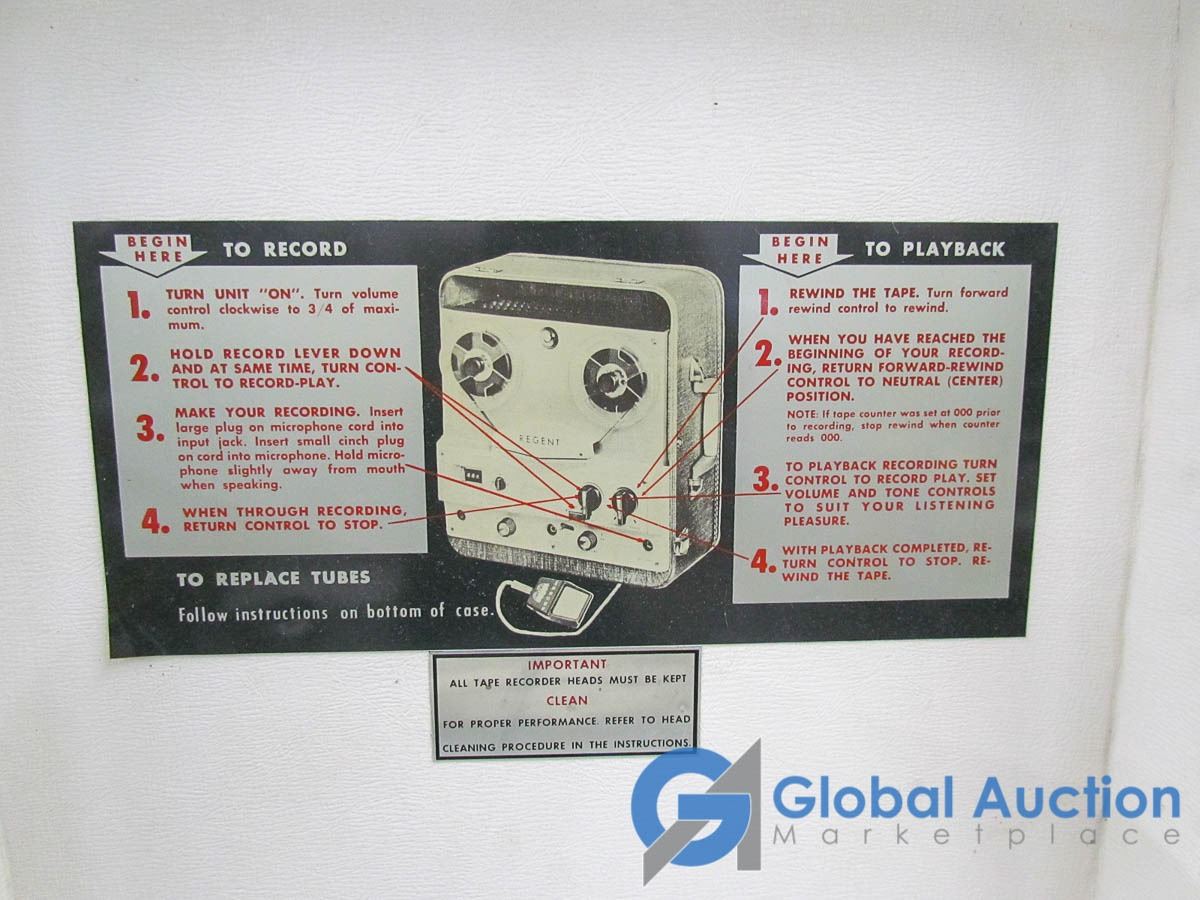 BEGIN
HERE
TO RECORD
1. TURN UNIT "ON". Turn volume
control clockwise to 3/4 of maxi-
mum.
2. HOLD RECORD LEVER DOWN
AND AT SAME TIME, TURN CON-
TROL TO RECORD-PLAY.
3. MAKE YOUR RECORDING. Insert
large plug on microphone cord into
input jack. Insert small cinch plug
on cord into microphone. Hold micro-
phone slightly away from mouth
when speaking.
4. WHEN THROUGH RECORDING,
RETURN CONTROL TO STOP.
TO REPLACE TUBES
Follow instructions on bottom of case.
REGENT
BEGIN
HERE
TO PLAYBACK
1. REWIND THE TAPE. Turn forward
rewind control to rewind.
2. WHEN YOU HAVE REACHED THE
BEGINNING OF YOUR RECORD-
ING, RETURN FORWARD-REWIND
CONTROL TO NEUTRAL (CENTER)
POSITION.
NOTE: If tape counter was set at 000 prior
to recording, stop rewind when counter
reads 000.
3. TO PLAYBACK RECORDING TURN
CONTROL TO RECORD PLAY. SET
VOLUME AND TONE CONTROLS
TO SUIT YOUR LISTENING
PLEASURE.
4. WITH PLAYBACK COMPLETED, RE-
TURN CONTROL TO STOP. RE-
WIND THE TAPE.
IMPORTANT
ALL TAPE RECORDER HEADS MUST BE KEPT
CLEAN
FOR PROPER PERFORMANCE. REFER TO HEAD
CLEANING PROCEDURE IN THE INSTRUCTIONS.
GA Global Auction
Marketplace